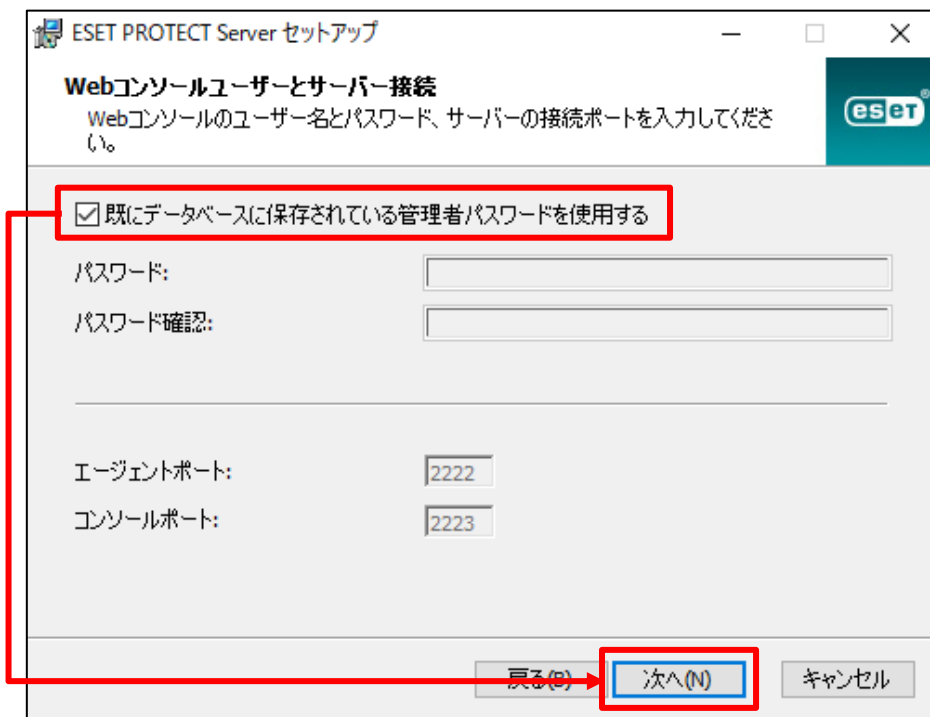 ESET PROTECT Server セットアップ
Webコンソールユーザーとサーバー接続
Webコンソールのユーザー名とパスワード、サーバーの接続ポートを入力してくださ
い。
eseT®
既にデータベースに保存されている管理者パスワードを使用する
パスワード:
パスワード確認:
エージェントポート: 2222
コンソールポート: 2223
戻る(B) 次へ(N) キャンセル